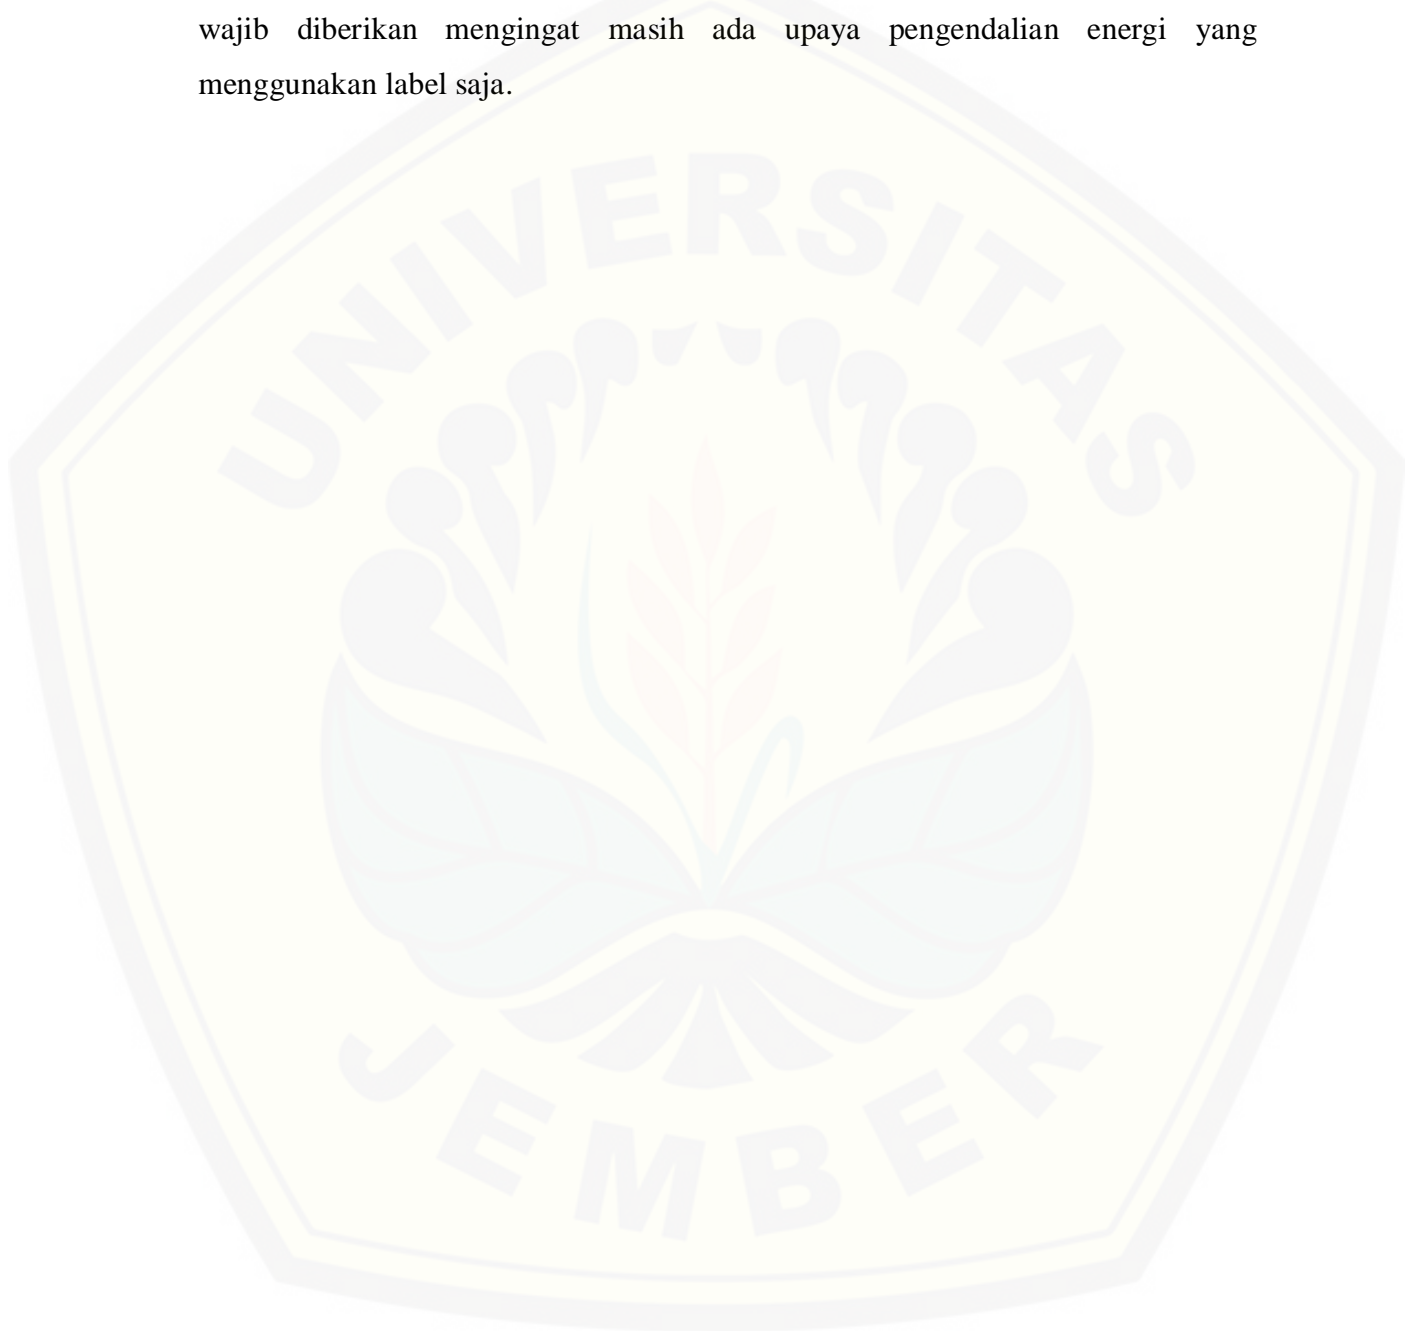 wajib diberikan mengingat masih ada upaya pengendalian energi yang
menggunakan label saja.
UNIVERSITAS
JEMBER